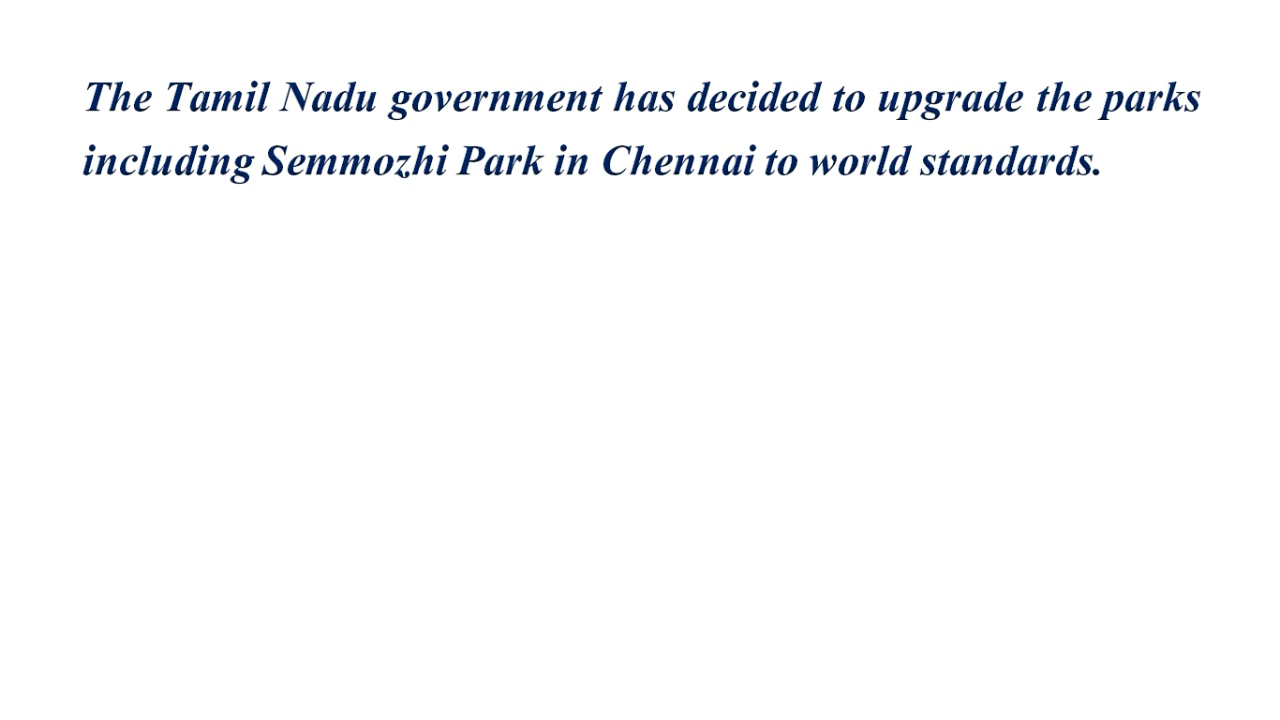 The Tamil Nadu government has decided to upgrade the parks
including Semmozhi Park in Chennai to world standards.